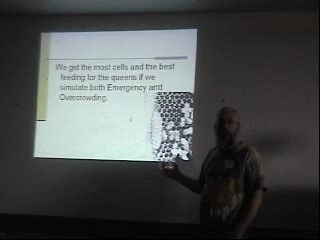 We get the most cells and the best
feeding for the queens if we
simulate both Emergency and
Overcrowding.